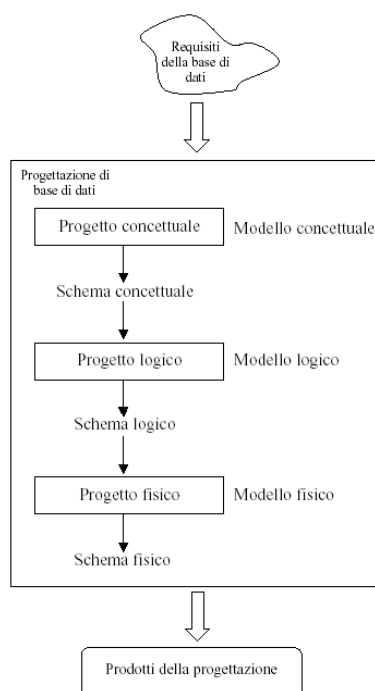 Requisiti
della base di
dati
Progettazione di
base di dati
Progetto concettuale
Modello concettuale
Schema concettuale
Progetto logico
Modello logico
Schema logico
Progetto fisico
Modello fisico
Schema fisico
Prodotti della progettazione